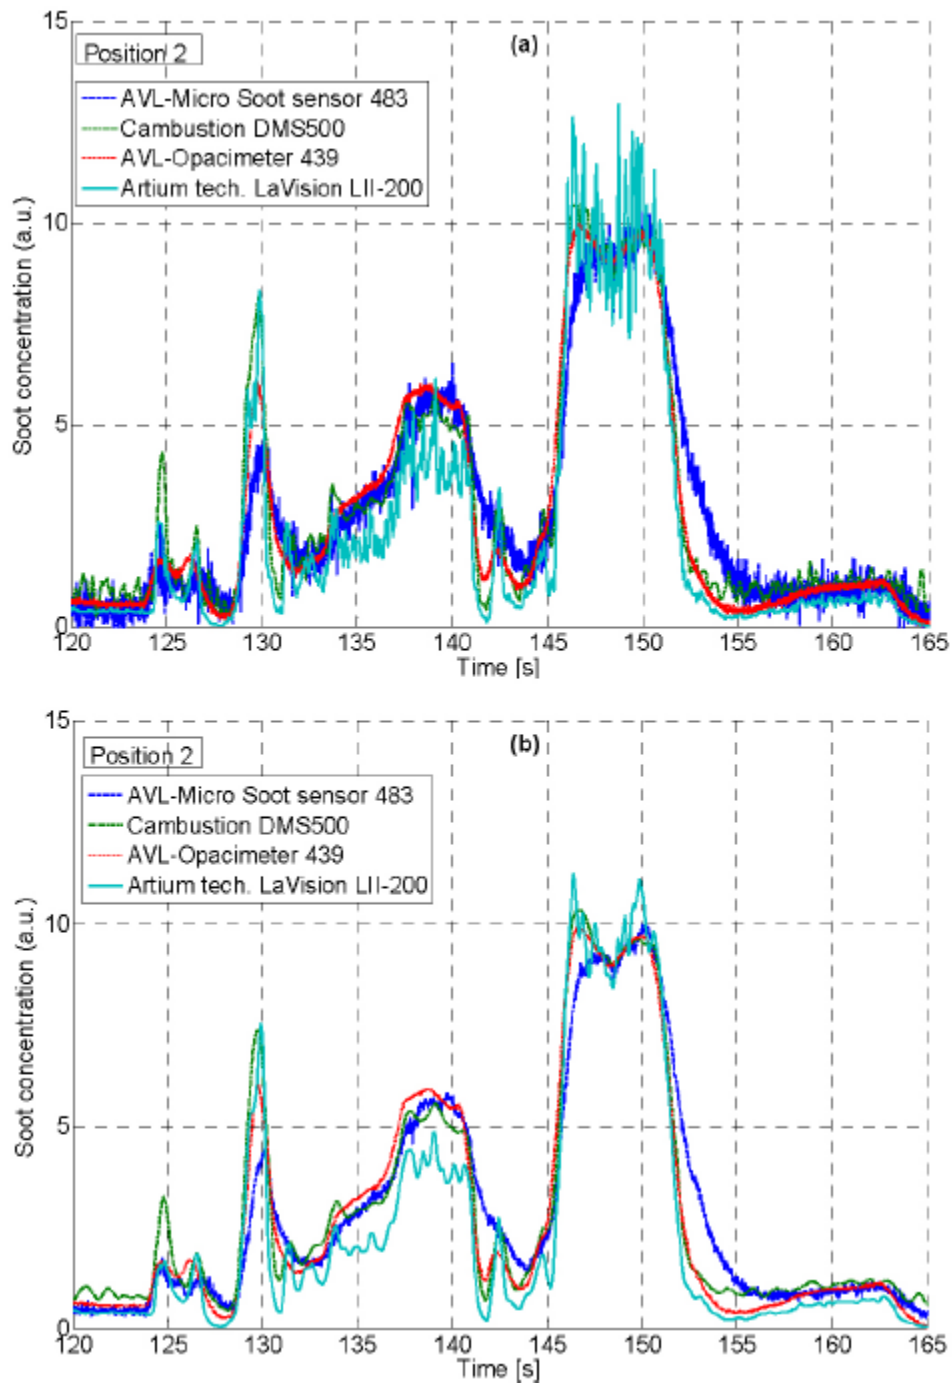 15
(a)
Position 2
AVL-Micro Soot sensor 483
Cambustion DMS500
AVL-Opacimeter 439
Artium tech. LaVision LII-200
10
5
0
Soot concentration (a.u.)
120 125 130 135 140 145 150 155 160 165
Time [s]
15
(b)
Position 2
AVL-Micro Soot sensor 483
Cambustion DMS500
AVL-Opacimeter 439
Artium tech. LaVision LII-200
10
5
0
Soot concentration (a.u.)
120 125 130 135 140 145 150 155 160 165
Time [s]